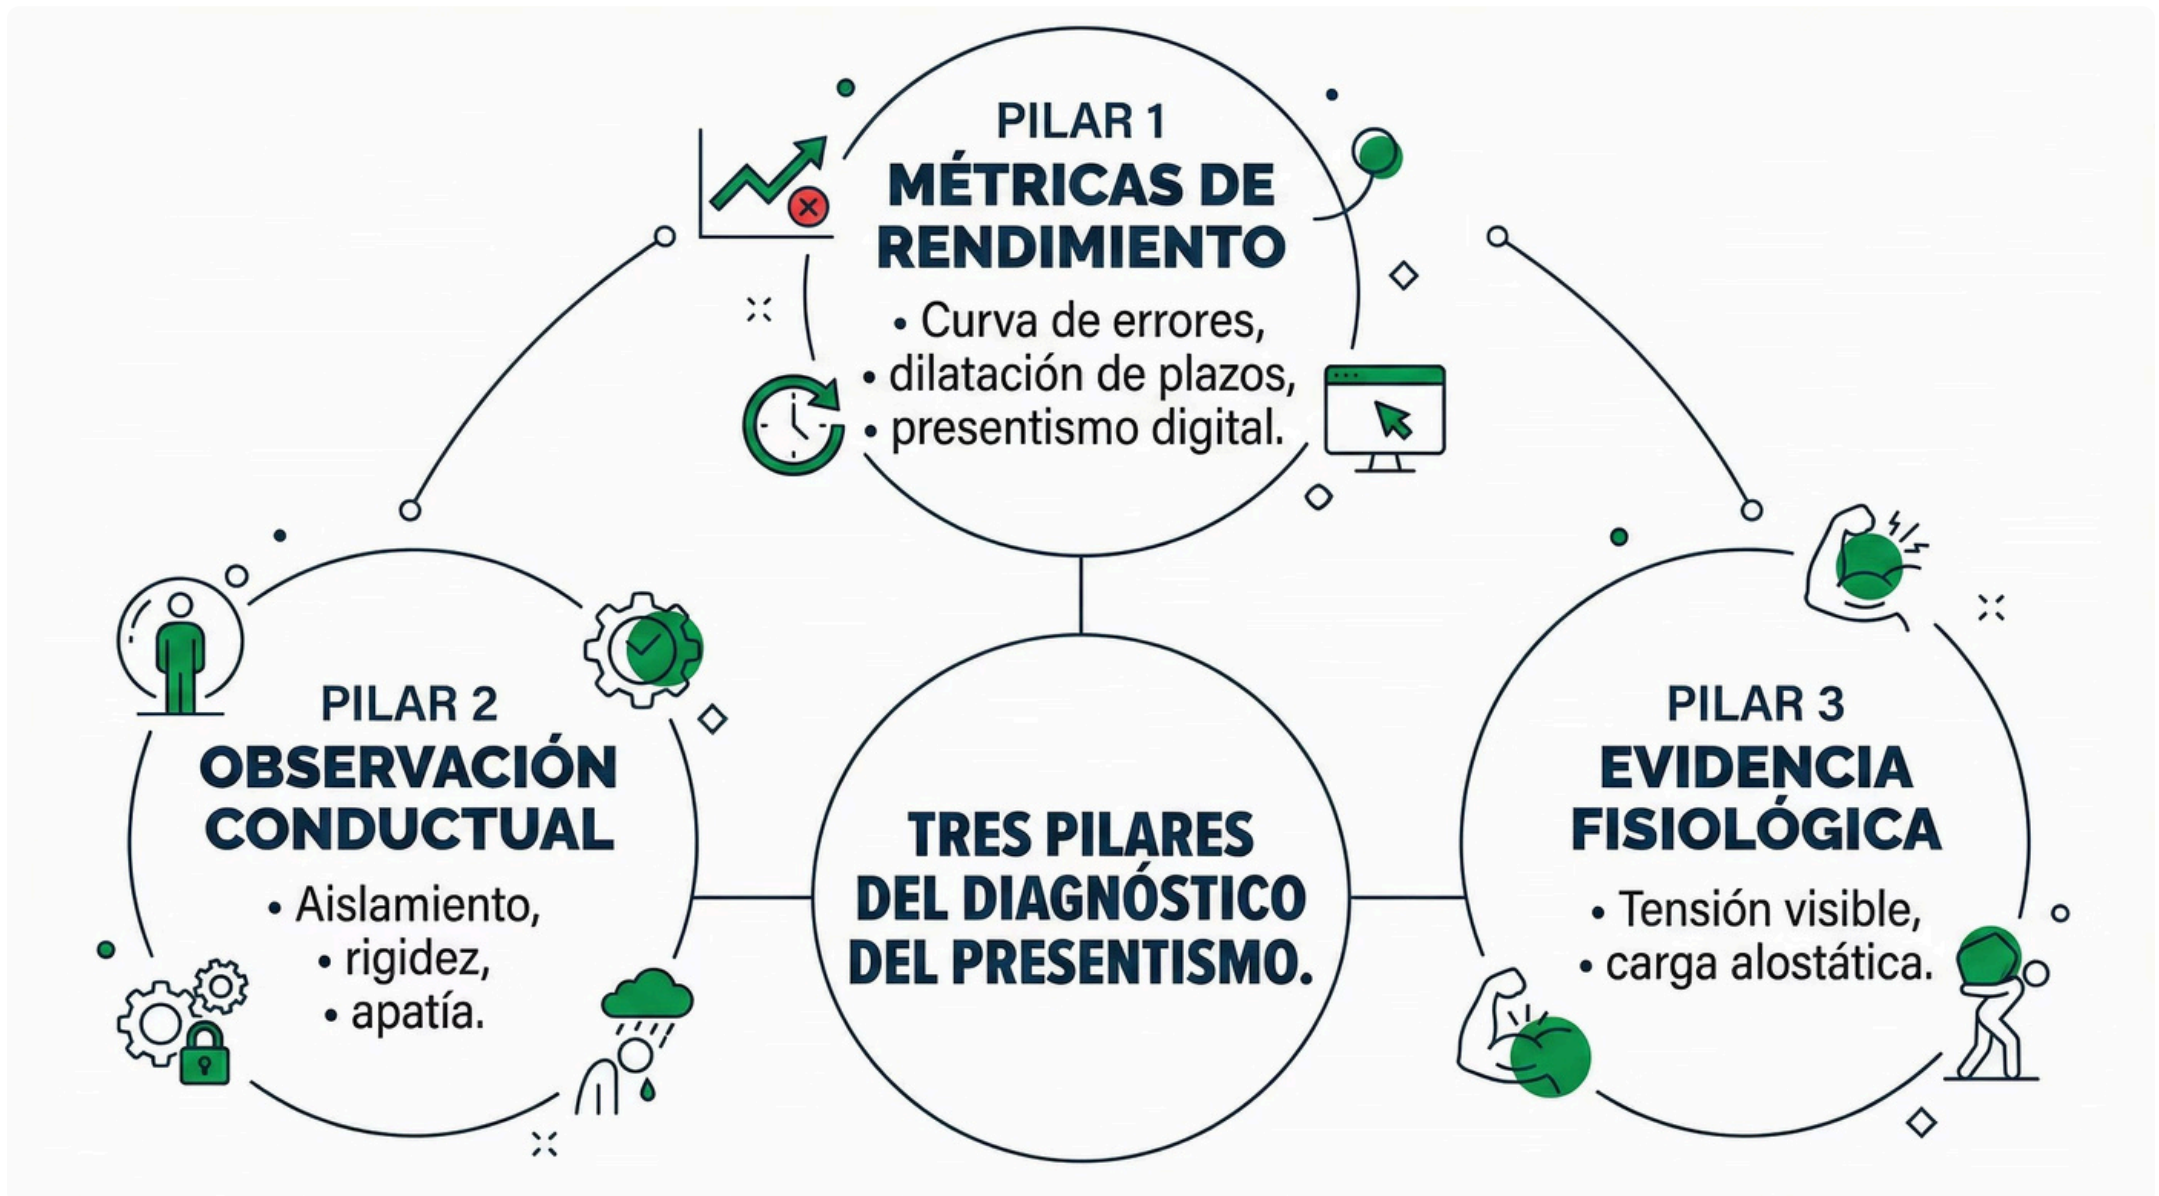 PILAR 1
MÉTRICAS DE
RENDIMIENTO
• Curva de errores,
• dilatación de plazos,
• presentismo digital.
PILAR 2
OBSERVACIÓN
CONDUCTUAL
• Aislamiento,
• rigidez,
• apatía.
TRES PILARES
DEL DIAGNÓSTICO
DEL PRESENTISMO.
PILAR 3
EVIDENCIA
FISIOLÓGICA
• Tensión visible,
• carga alostática.